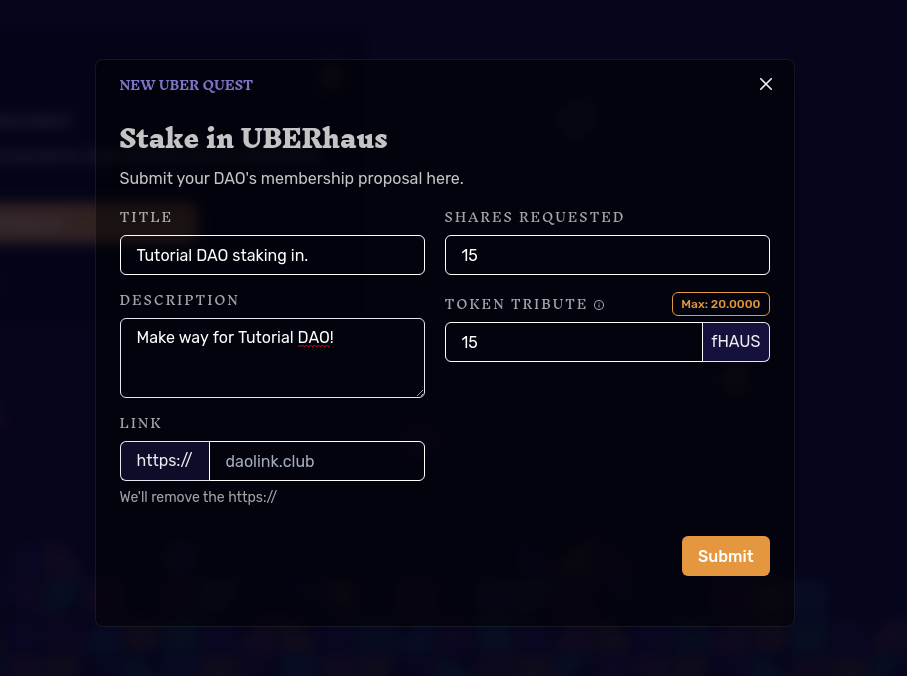 NEW UBER QUEST
Stake in UBERhaus
Submit your DAO's membership proposal here.
TITLE
Tutorial DAO staking in.
DESCRIPTION
Make way for Tutorial DAO!
LINK
https:// daolink.club
We'll remove the https://
SHARES REQUESTED
15
TOKEN TRIBUTE Max: 20.0000
15 fHAUS
Submit